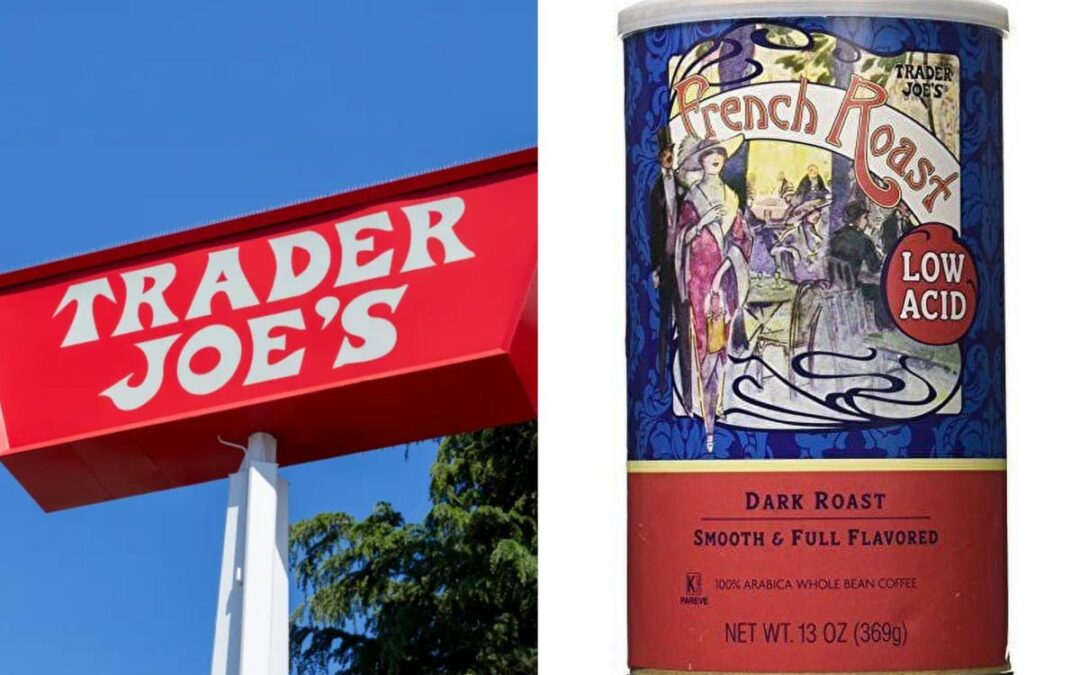 TRADER
JOE'S
French Roast
TRADER
JOE'S
LOW
ACID
DARK ROAST
SMOOTH & FULL FLAVORED
K
PAREVE
100% ARABICA WHOLE BEAN COFFEE
NET WT. 13 OZ (369g)